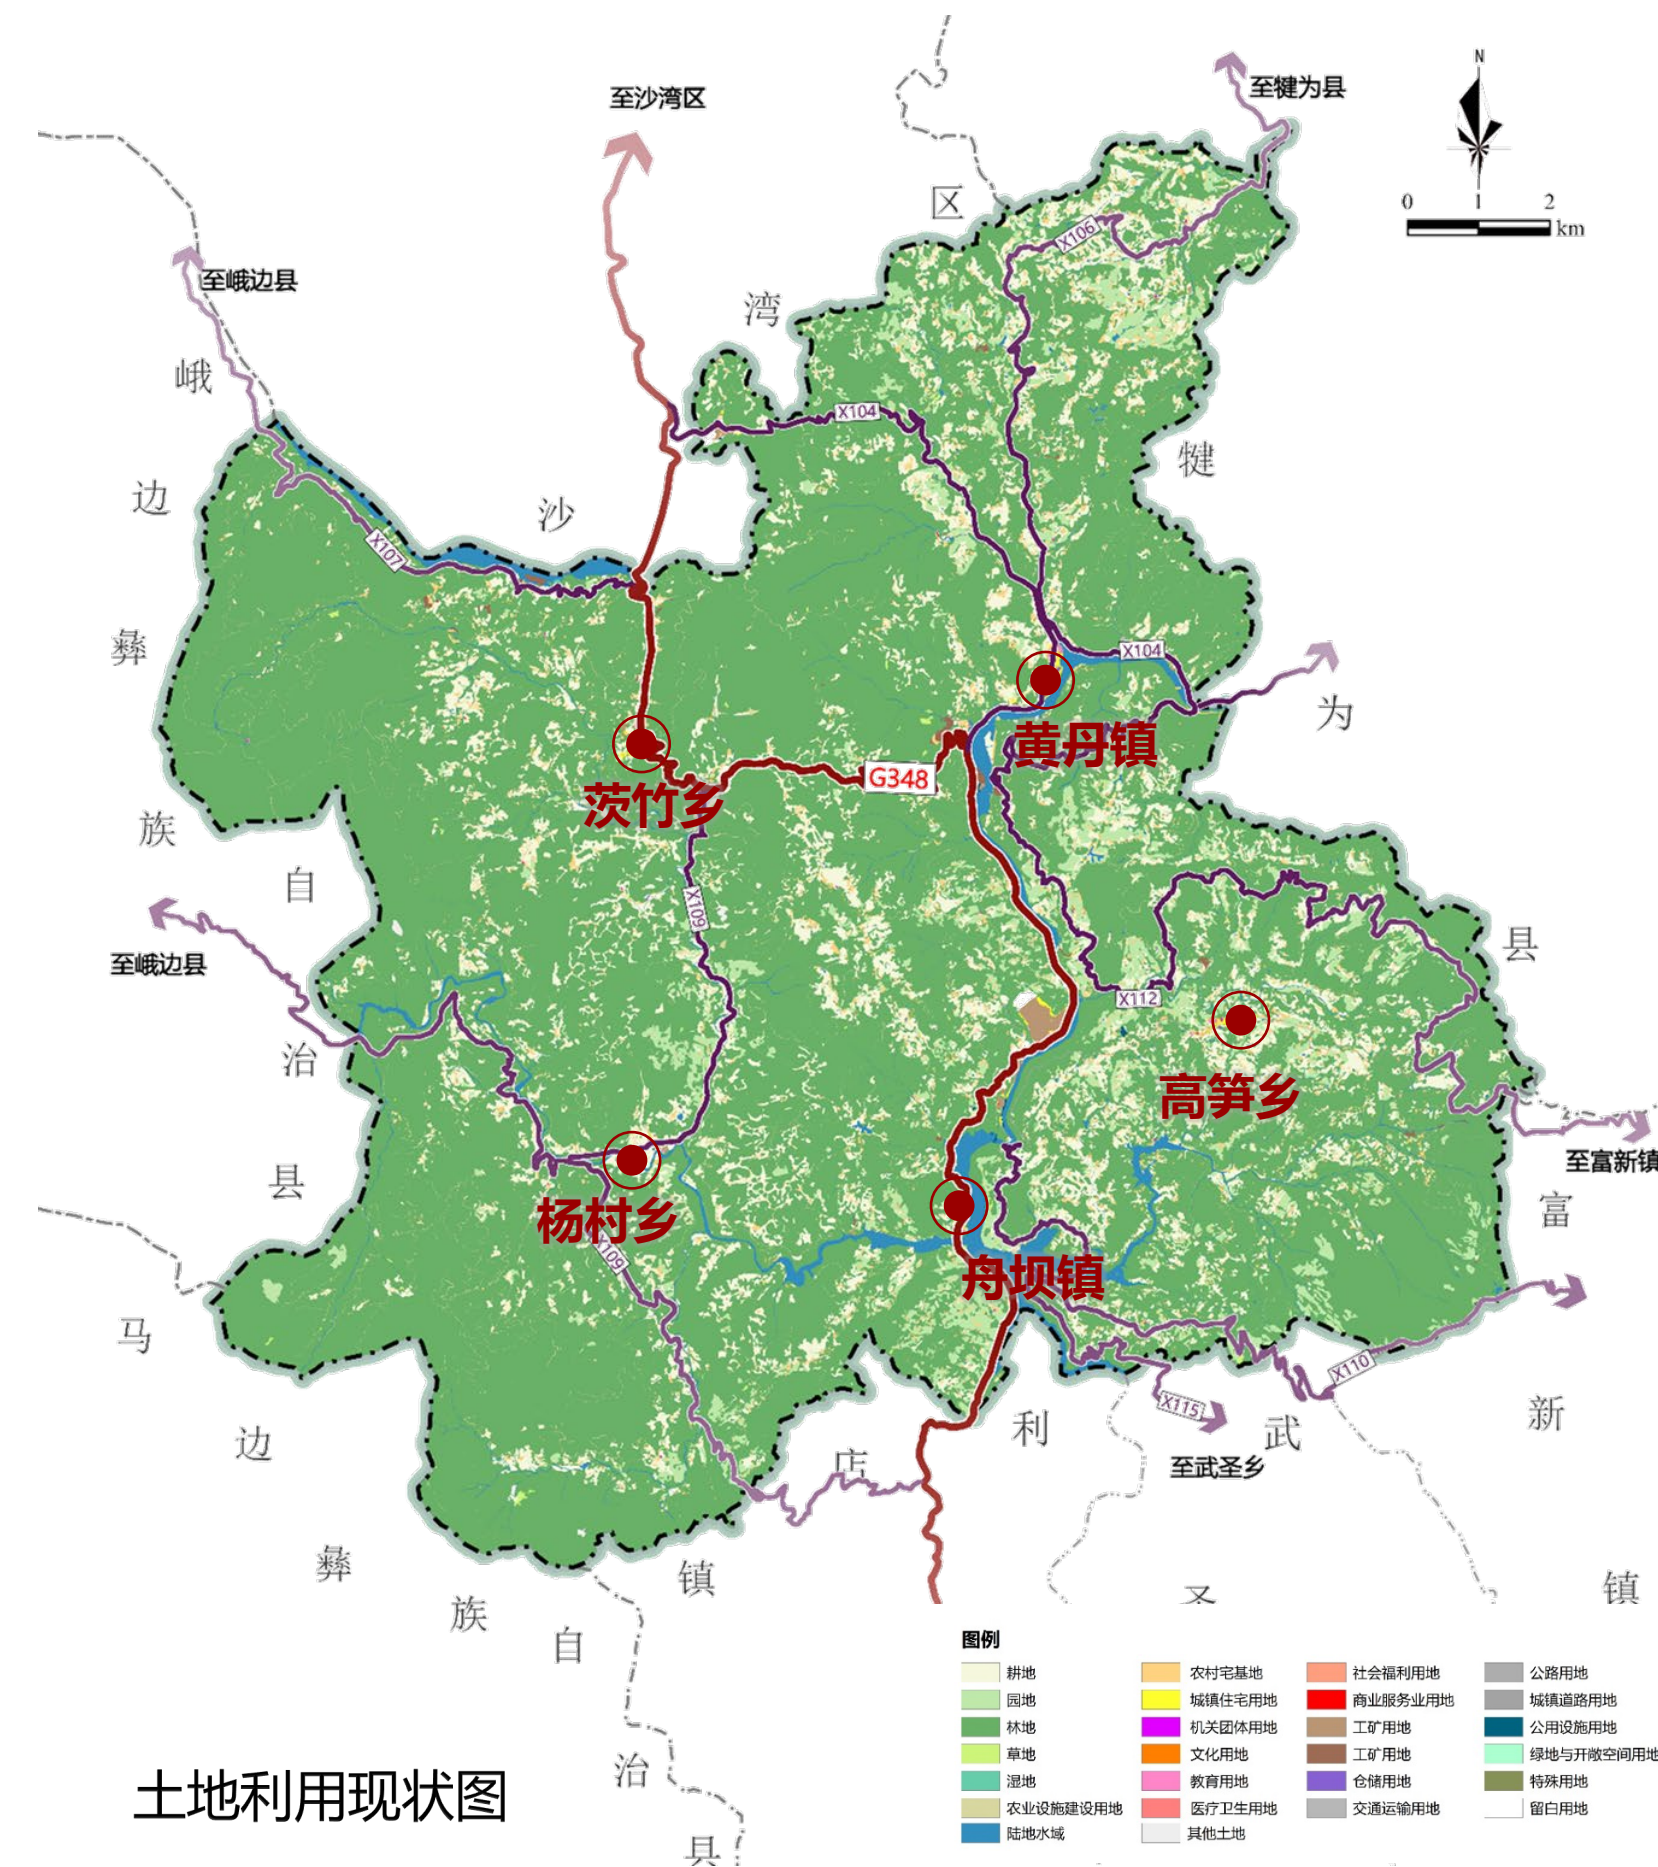 N
至犍为县
至沙湾区
0 1 2
km
区
X106
至峨边县
湾
峨
X104
犍
边
沙
X107
彝
X104
为
黄丹镇
G348
茨竹乡
族
自
X109
县
至峨边县
X112
治
高笋乡
至富新镇
县
杨村乡
富
X109
舟坝镇
马
X110
X115
新
利
武
边
店
至武圣乡
彝
镇
圣
镇
族
自
治
县
土地利用现状图
图例
耕地 农村宅基地 社会福利用地 公路用地
园地 城镇住宅用地 商业服务业用地 城镇道路用地
林地 机关团体用地 工矿用地 公用设施用地
草地 文化用地 工矿用地 绿地与开敞空间用地
湿地 教育用地 仓储用地 特殊用地
农业设施建设用地 医疗卫生用地 交通运输用地 留白用地
陆地水域 其他土地